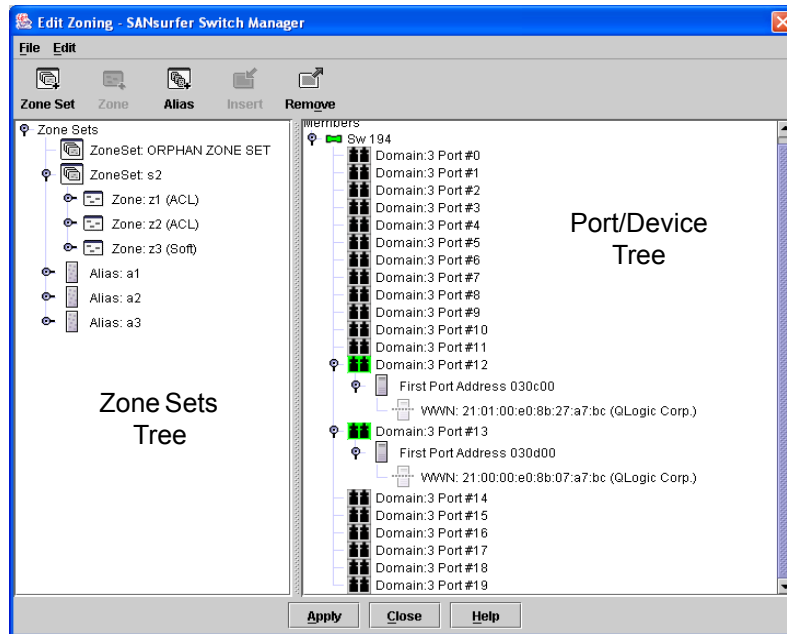 Edit Zoning - SANsurfer Switch Manager
File Edit
Zone Set Zone Alias Insert Remove
Zone Sets
ZoneSet: ORPHAN ZONE SET
ZoneSet: s2
Zone: z1 (ACL)
Zone: z2 (ACL)
Zone: z3 (Soft)
Alias: a1
Alias: a2
Alias: a3
Zone Sets
Tree
Members
Sw 194
Domain:3 Port #0
Domain:3 Port #1
Domain:3 Port #2
Domain:3 Port #3
Domain:3 Port #4
Domain:3 Port #5
Domain:3 Port #6
Domain:3 Port #7
Domain:3 Port #8
Domain:3 Port #9
Domain:3 Port #10
Domain:3 Port #11
Domain:3 Port #12
First Port Address 030c00
WWN: 21:01:00:e0:8b:27:a7:bc (QLogic Corp.)
Domain:3 Port #13
First Port Address 030d00
WWN: 21:00:00:e0:8b:07:a7:bc (QLogic Corp.)
Domain:3 Port #14
Domain:3 Port #15
Domain:3 Port #16
Domain:3 Port #17
Domain:3 Port #18
Domain:3 Port #19
Port/Device
Tree
Apply Close Help